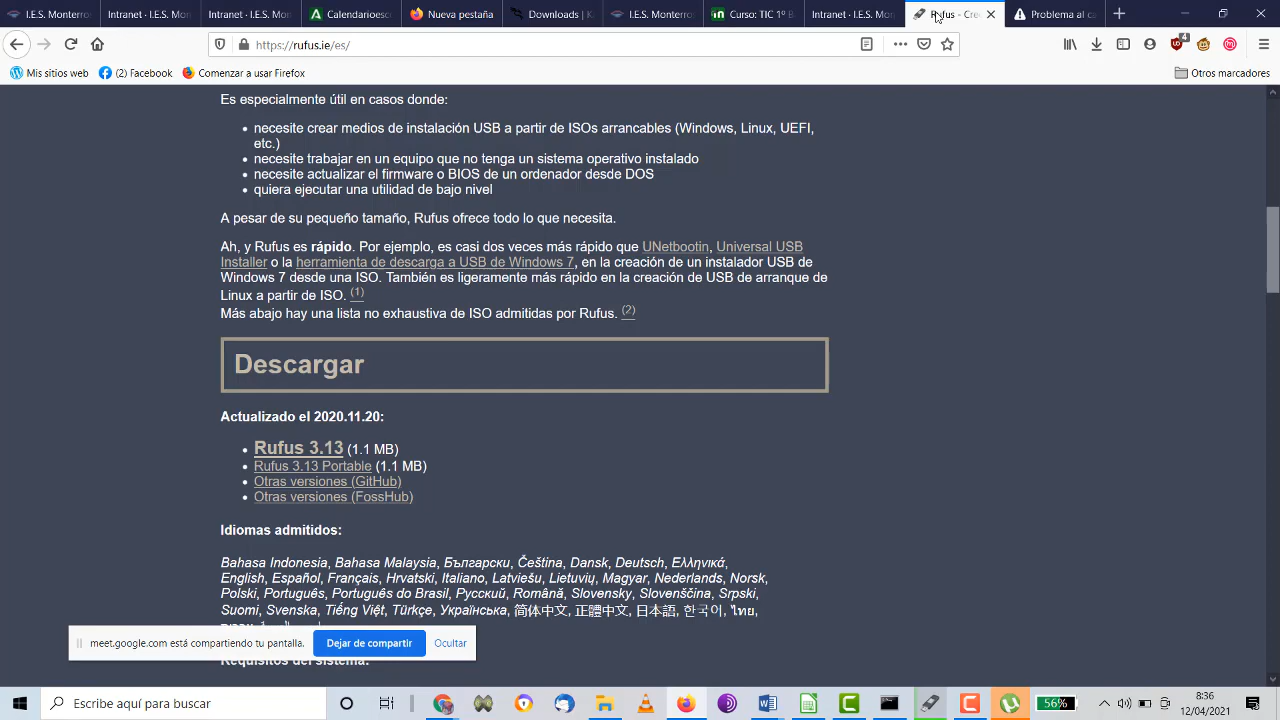 I.E.S. Monterros
Intranet · I.E.S. Mon
Intranet · I.E.S. Mon
Calendarioesc
Nueva pestaña
Downloads | K
I.E.S. Monterros
Curso: TIC 1º B
Intranet · I.E.S. Mon
Rufus - Cre
Problema al ca
https://rufus.ie/es/
4
Mis sitios web
(2) Facebook
Comenzar a usar Firefox
Otros marcadores
Es especialmente útil en casos donde:
necesite crear medios de instalación USB a partir de ISOs arrancables (Windows, Linux, UEFI,
etc.)
necesite trabajar en un equipo que no tenga un sistema operativo instalado
necesite actualizar el firmware o BIOS de un ordenador desde DOS
quiera ejecutar una utilidad de bajo nivel
A pesar de su pequeño tamaño, Rufus ofrece todo lo que necesita.
Ah, y Rufus es rápido. Por ejemplo, es casi dos veces más rápido que UNetbootin, Universal USB
Installer o la herramienta de descarga a USB de Windows 7, en la creación de un instalador USB de
Windows 7 desde una ISO. También es ligeramente más rápido en la creación de USB de arranque de
Linux a partir de ISO. (1)
Más abajo hay una lista no exhaustiva de ISO admitidas por Rufus. (2)
Descargar
Actualizado el 2020.11.20:
Rufus 3.13 (1.1 MB)
Rufus 3.13 Portable (1.1 MB)
Otras versiones (GitHub)
Otras versiones (FossHub)
Idiomas admitidos:
Bahasa Indonesia, Bahasa Malaysia, Български, Čeština, Dansk, Deutsch, Ελληνικά,
English, Español, Français, Hrvatski, Italiano, Latviešu, Lietuvių, Magyar, Nederlands, Norsk,
Polski, Português, Português do Brasil, Русский, Română, Slovensky, Slovenščina, Srpski,
Suomi, Svenska, Tiếng Việt, Türkçe, Українська, 简体中文, 正體中文, 日本語, 한국어, ไทย,
meet.google.com está compartiendo tu pantalla.
Dejar de compartir
Ocultar
Requisitos del sistema:
Escribe aquí para buscar
56%
8:36
12/04/2021